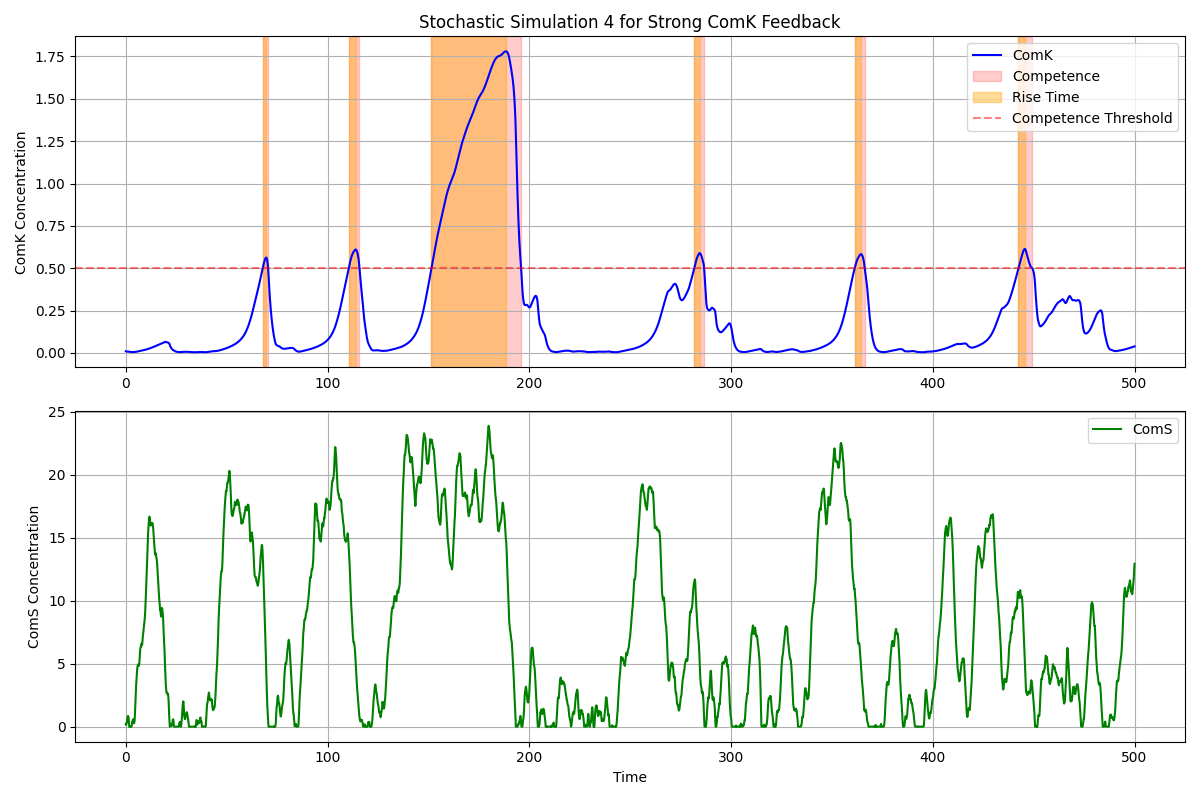 Stochastic Simulation 4 for Strong ComK Feedback
1.75
1.50
1.25
1.00
0.75
0.50
0.25
0.00
ComK Concentration
ComK
Competence
Rise Time
Competence Threshold
0 100 200 300 400 500
25
20
15
10
5
0
ComS Concentration
ComS
0 100 200 300 400 500
Time